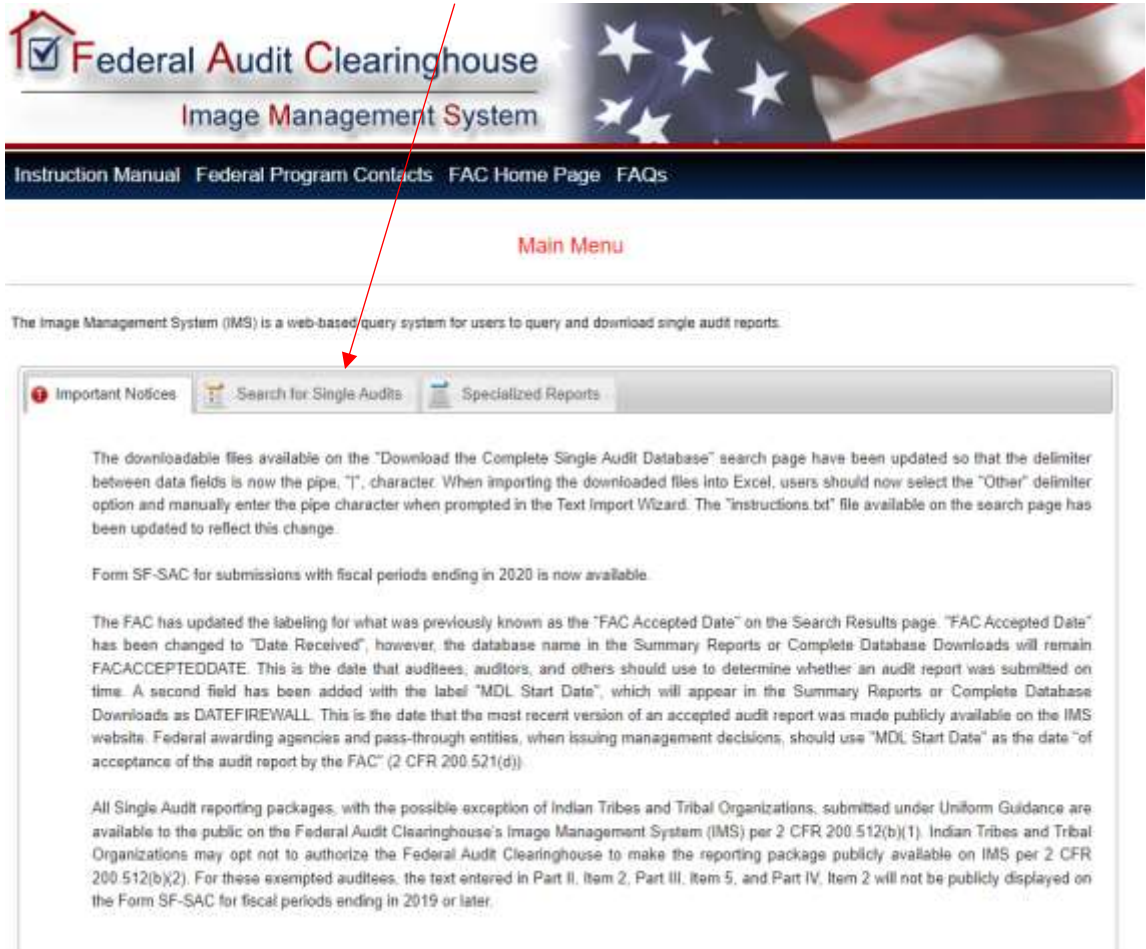 Federal Audit Clearinghouse
Image Management System
Instruction Manual Federal Program Contacts FAC Home Page FAQs
Main Menu
The Image Management System (IMS) is a web-based query system for users to query and download single audit reports.
Important Notices Search for Single Audits Specialized Reports
The downloadable files available on the "Download the Complete Single Audit Database" search page have been updated so that the delimiter
between data fields is now the pipe, "|", character. When importing the downloaded files into Excel, users should now select the "Other" delimiter
option and manually enter the pipe character when prompted in the Text Import Wizard. The "instructions.txt" file available on the search page has
been updated to reflect this change.
Form SF-SAC for submissions with fiscal periods ending in 2020 is now available.
The FAC has updated the labeling for what was previously known as the "FAC Accepted Date" on the Search Results page. "FAC Accepted Date"
has been changed to "Date Received", however, the database name in the Summary Reports or Complete Database Downloads will remain
FACACCEPTEDDATE. This is the date that auditees, auditors, and others should use to determine whether an audit report was submitted on
time. A second field has been added with the label "MDL Start Date", which will appear in the Summary Reports or Complete Database
Downloads as DATEFIREWALL. This is the date that the most recent version of an accepted audit report was made publicly available on the IMS
website. Federal awarding agencies and pass-through entities, when issuing management decisions, should use "MDL Start Date" as the date "of
acceptance of the audit report by the FAC" (2 CFR 200.521(d)).
All Single Audit reporting packages, with the possible exception of Indian Tribes and Tribal Organizations, submitted under Uniform Guidance are
available to the public on the Federal Audit Clearinghouse's Image Management System (IMS) per 2 CFR 200.512(b)(1). Indian Tribes and Tribal
Organizations may opt not to authorize the Federal Audit Clearinghouse to make the reporting package publicly available on IMS per 2 CFR
200.512(b)(2). For these exempted auditees, the text entered in Part II, Item 2, Part III, Item 5, and Part IV, Item 2 will not be publicly displayed on
the Form SF-SAC for fiscal periods ending in 2019 or later.